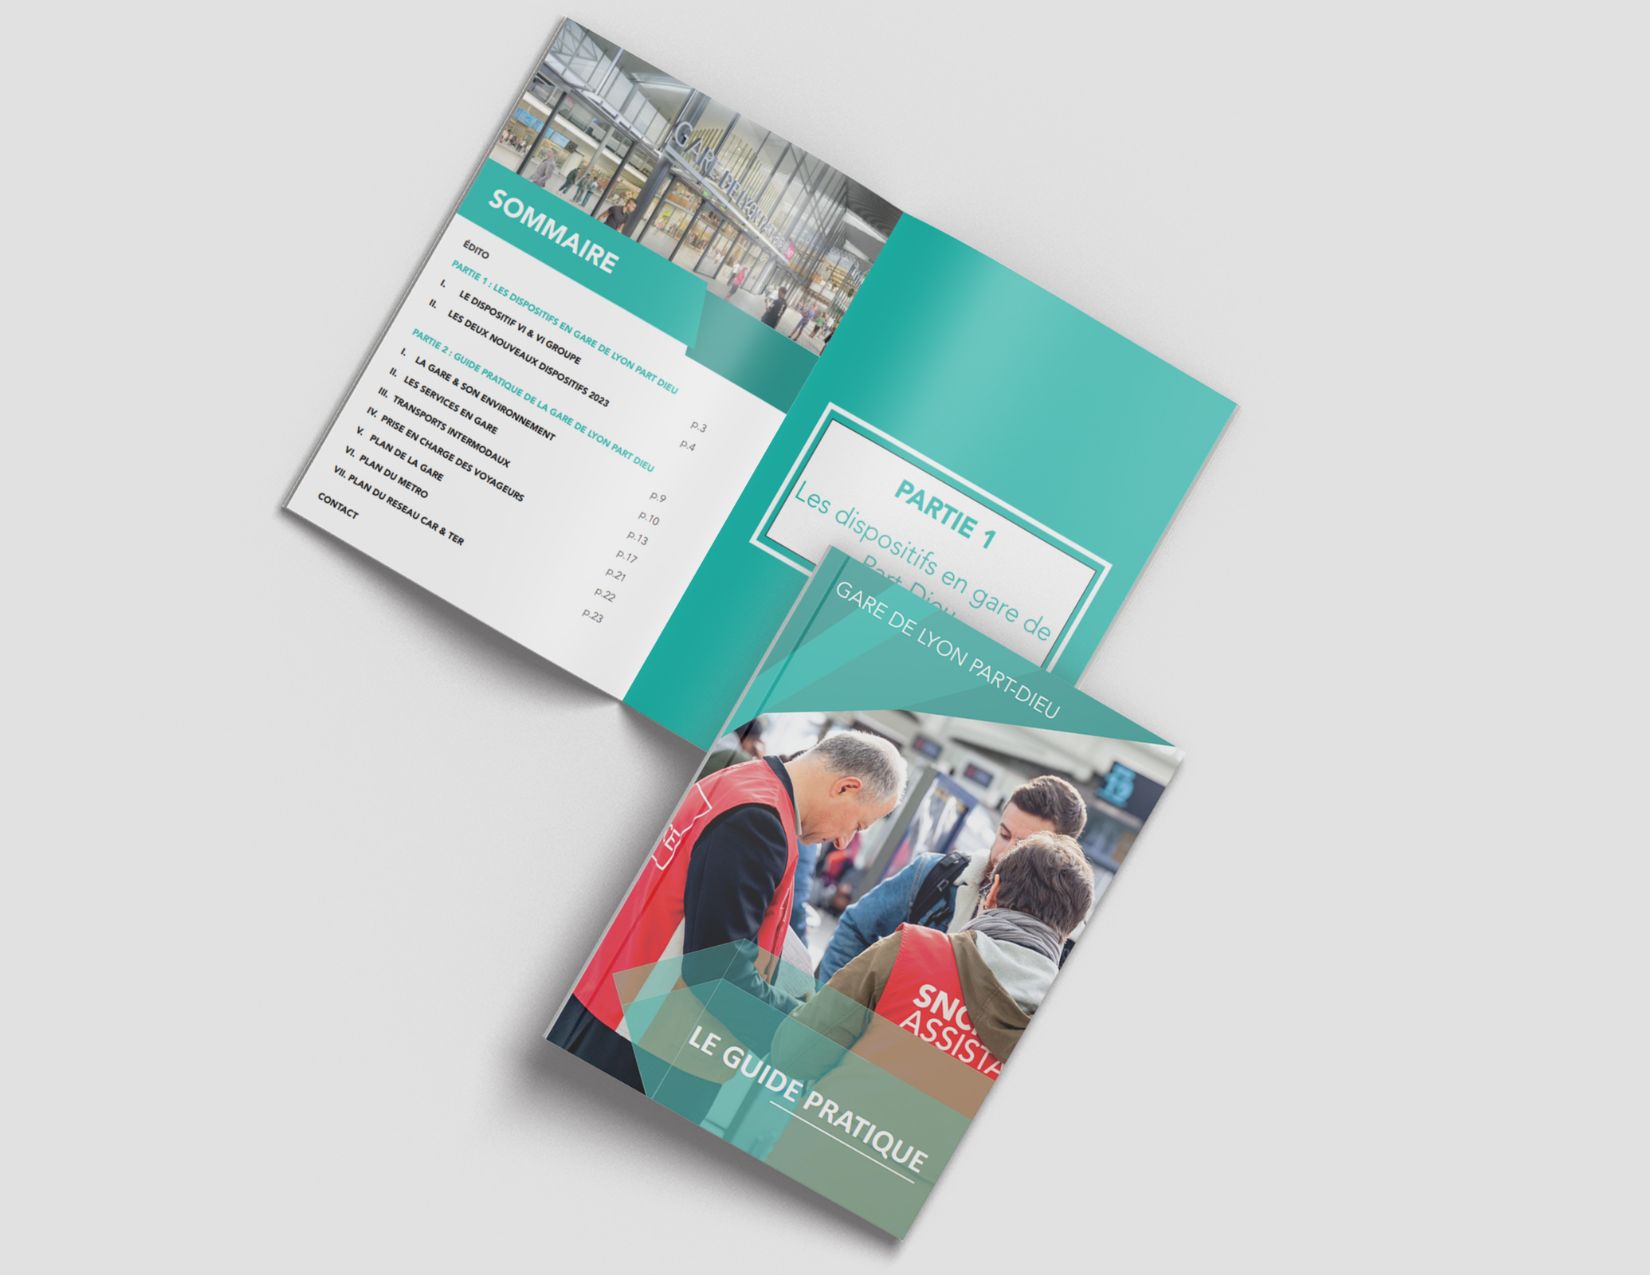 GARE DE LYON PART
SOMMAIRE
ÉDITO
PARTIE 1 : LES DISPOSITIFS EN GARE DE LYON PART DIEU
I. LE DISPOSITIF VI & VI GROUPE p.3
II. LES DEUX NOUVEAUX DISPOSITIFS 2023 p.4
PARTIE 2 : GUIDE PRATIQUE DE LA GARE DE LYON PART DIEU
I. LA GARE & SON ENVIRONNEMENT p.9
II. LES SERVICES EN GARE p.10
III. TRANSPORTS INTERMODAUX p.13
IV. PRISE EN CHARGE DES VOYAGEURS p.17
V. PLAN DE LA GARE p.21
VI. PLAN DU METRO p.22
VII. PLAN DU RESEAU CAR & TER p.23
CONTACT
PARTIE 1
Les dispositifs en gare de
Part-Dieu
GARE DE LYON PART-DIEU
SNC
ASSISTA
LE GUIDE PRATIQUE